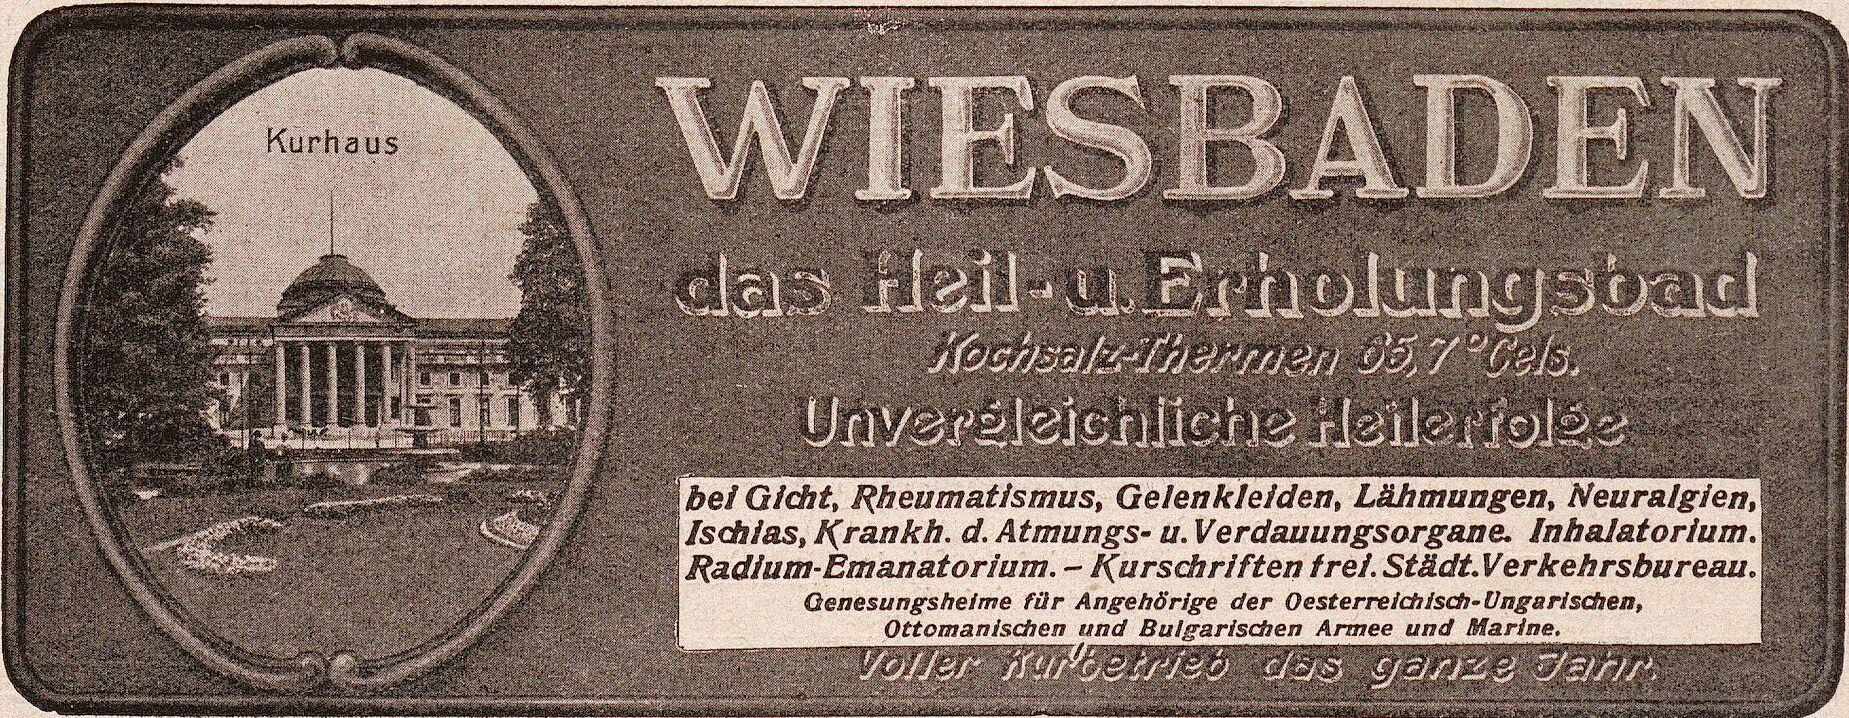 Kurhaus
WIESBADEN
das Heil- u. Erholungsbad
Kochsalz-Thermen 65,7° Cels.
Unvergleichliche Heilerfolge
bei Gicht, Rheumatismus, Gelenkleiden, Lähmungen, Neuralgien,
Ischias, Krankh. d. Atmungs- u. Verdauungsorgane. Inhalatorium.
Radium-Emanatorium. – Kurschriften frei. Städt. Verkehrsbureau.
Genesungsheime für Angehörige der Oesterreichisch-Ungarischen,
Ottomanischen und Bulgarischen Armee und Marine.
Voller Kurbetrieb das ganze Jahr.